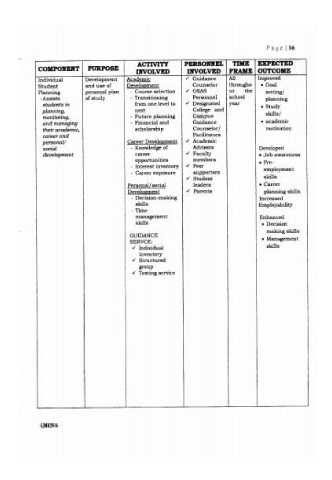 Page | 16
COMPONENT
PURPOSE
ACTIVITY
INVOLVED
PERSONNEL
INVOLVED
TIME
FRAME
EXPECTED
OUTCOME
Individual
Student
Planning
-Assists
students in
planning,
monitoring,
and managing
their academic,
career and
personal/
social
development
Development
and use of
personal plan
of study
Academic
Development
- Course selection
- Transitioning
from one level to
next
- Future planning
- Financial and
scholarship
Career Development
- Knowledge of
career
opportunities
- Interest inventory
- Career exposure
Personal/social
Development
- Decision-making
skills
- Time
management
skills
GUIDANCE
SERVICE:
✓ Individual
Inventory
✓ Structured
group
✓ Testing service
✓ Guidance
Counselor
✓ OSAS
Personnel
✓ Designated
College and
Campus
Guidance
Counselor/
Facilitators
✓ Academic
Advisers
✓ Faculty
members
✓ Peer
supporters
✓ Student
leaders
✓ Parents
All
througho
ut the
school
year
Improved
• Goal
setting/
planning
• Study
skills/
• academic
motivation
Developed
• Job awareness
• Pre-
employment
skills
• Career
planning skills
Increased
Employability
Enhanced
• Decision
making skills
• Management
skills